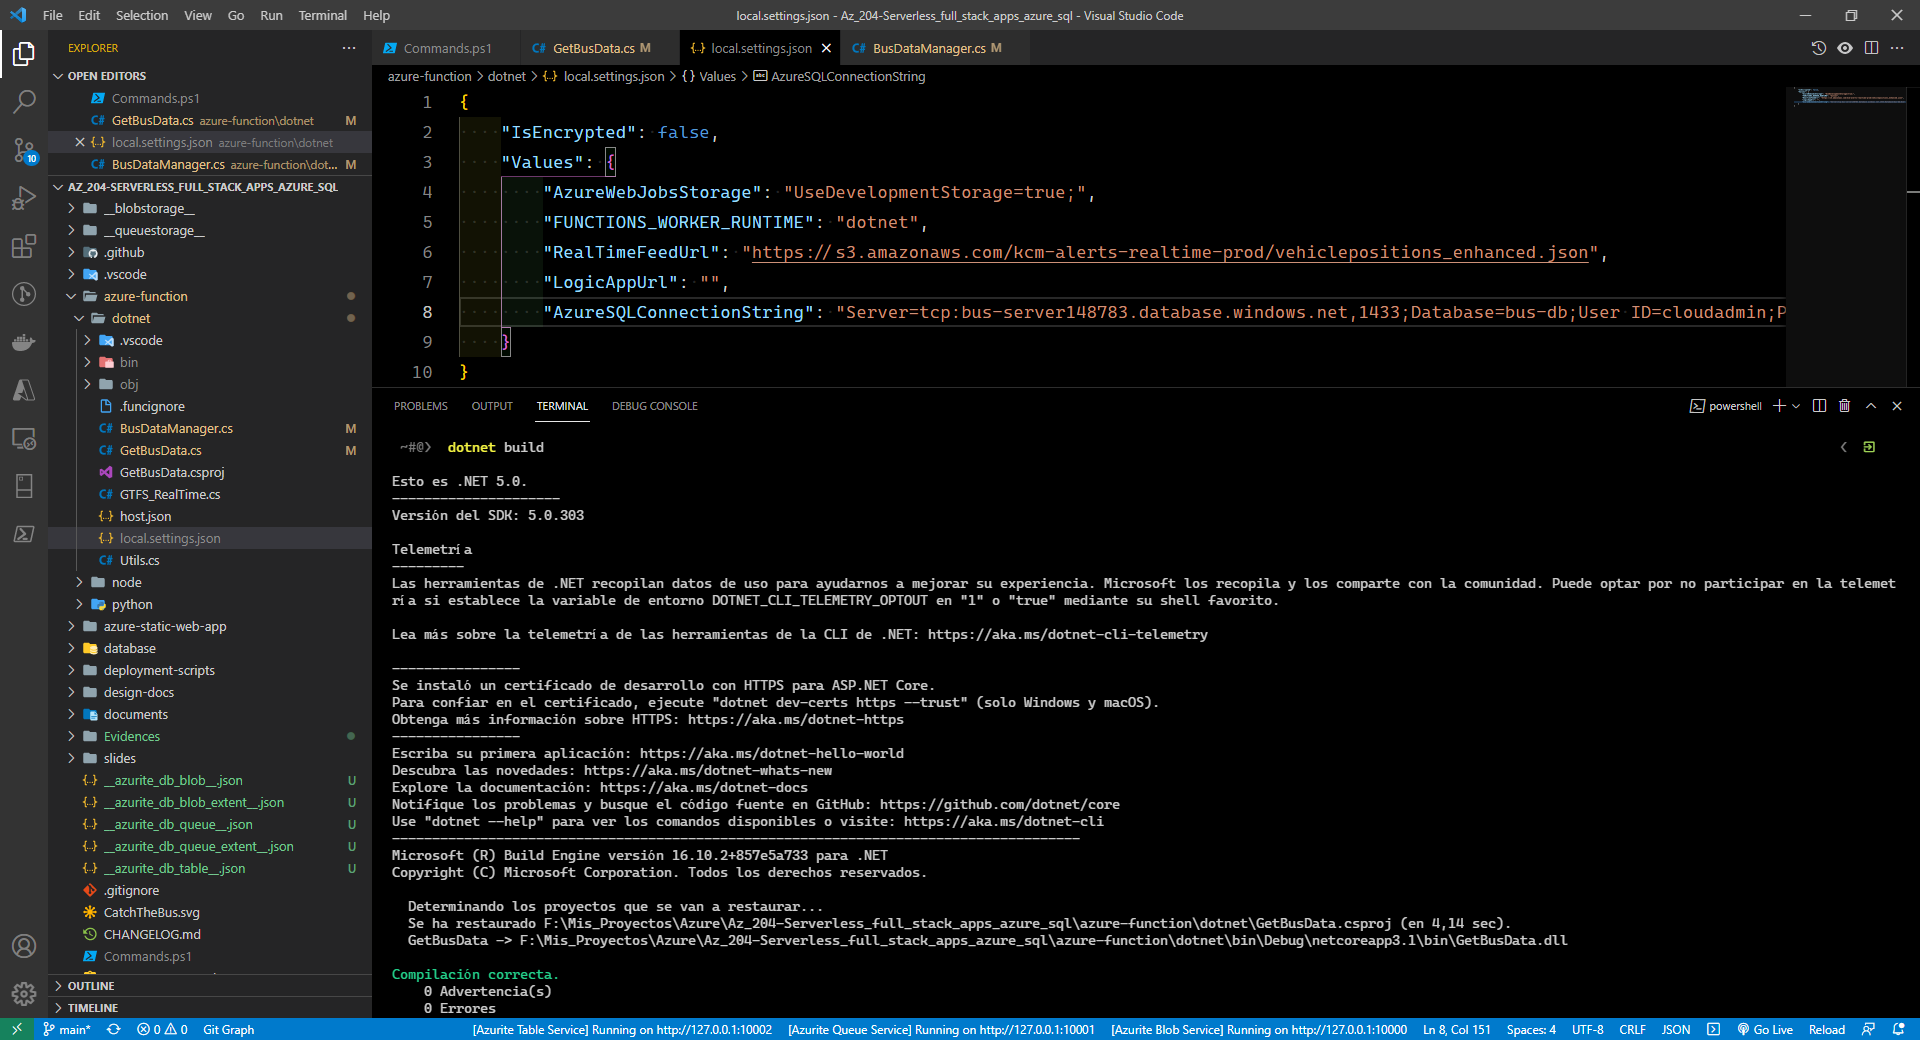 File Edit Selection View Go Run Terminal Help
local.settings.json - Az_204-Serverless_full_stack_apps_azure_sql - Visual Studio Code
EXPLORER
OPEN EDITORS
Commands.ps1
GetBusData.cs azure-function\dotnet M
local.settings.json azure-function\dotnet
BusDataManager.cs azure-function\dot... M
AZ_204-SERVERLESS_FULL_STACK_APPS_AZURE_SQL
__blobstorage__
__queuestorage__
.github
.vscode
azure-function
dotnet
.vscode
bin
obj
.funcignore
BusDataManager.cs M
GetBusData.cs M
GetBusData.csproj
GTFS_RealTime.cs
host.json
local.settings.json
Utils.cs
node
python
azure-static-web-app
database
deployment-scripts
design-docs
documents
Evidences
slides
__azurite_db_blob__.json U
__azurite_db_blob_extent__.json U
__azurite_db_queue__.json U
__azurite_db_queue_extent__.json U
__azurite_db_table__.json U
.gitignore
CatchTheBus.svg
CHANGELOG.md
Commands.ps1
OUTLINE
TIMELINE
Commands.ps1 GetBusData.cs M local.settings.json BusDataManager.cs M
azure-function > dotnet > {..} local.settings.json > {} Values > AzureSQLConnectionString
1 {
2 "IsEncrypted": false,
3 "Values": {
4 "AzureWebJobsStorage": "UseDevelopmentStorage=true;",
5 "FUNCTIONS_WORKER_RUNTIME": "dotnet",
6 "RealTimeFeedUrl": "https://s3.amazonaws.com/kcm-alerts-realtime-prod/vehiclepositions_enhanced.json",
7 "LogicAppUrl": "",
8 "AzureSQLConnectionString": "Server=tcp:bus-server148783.database.windows.net,1433;Database=bus-db;User ID=cloudadmin;P
9 }
10 }
PROBLEMS OUTPUT TERMINAL DEBUG CONSOLE
powershell
~#@> dotnet build
Esto es .NET 5.0.
---------------------
Versión del SDK: 5.0.303
Telemetría
---------
Las herramientas de .NET recopilan datos de uso para ayudarnos a mejorar su experiencia. Microsoft los recopila y los comparte con la comunidad. Puede optar por no participar en la telemet
ría si establece la variable de entorno DOTNET_CLI_TELEMETRY_OPTOUT en "1" o "true" mediante su shell favorito.
Lea más sobre la telemetría de las herramientas de la CLI de .NET: https://aka.ms/dotnet-cli-telemetry
----------------
Se instaló un certificado de desarrollo con HTTPS para ASP.NET Core.
Para confiar en el certificado, ejecute "dotnet dev-certs https --trust" (solo Windows y macOS).
Obtenga más información sobre HTTPS: https://aka.ms/dotnet-https
----------------
Escriba su primera aplicación: https://aka.ms/dotnet-hello-world
Descubra las novedades: https://aka.ms/dotnet-whats-new
Explore la documentación: https://aka.ms/dotnet-docs
Notifique los problemas y busque el código fuente en GitHub: https://github.com/dotnet/core
Use "dotnet --help" para ver los comandos disponibles o visite: https://aka.ms/dotnet-cli
--------------------------------------------------------------------------------------
Microsoft (R) Build Engine versión 16.10.2+857e5a733 para .NET
Copyright (C) Microsoft Corporation. Todos los derechos reservados.
Determinando los proyectos que se van a restaurar...
Se ha restaurado F:\Mis_Proyectos\Azure\Az_204-Serverless_full_stack_apps_azure_sql\azure-function\dotnet\GetBusData.csproj (en 4,14 sec).
GetBusData -> F:\Mis_Proyectos\Azure\Az_204-Serverless_full_stack_apps_azure_sql\azure-function\dotnet\bin\Debug\netcoreapp3.1\bin\GetBusData.dll
Compilación correcta.
0 Advertencia(s)
0 Errores
10
main* 0 0 Git Graph [Azurite Table Service] Running on http://127.0.0.1:10002 [Azurite Queue Service] Running on http://127.0.0.1:10001 [Azurite Blob Service] Running on http://127.0.0.1:10000 Ln 8, Col 151 Spaces: 4 UTF-8 CRLF JSON Go Live Reload